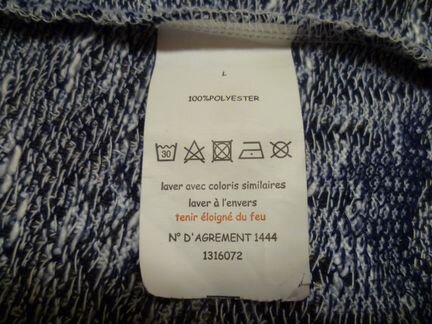 L
100%POLYESTER
30
laver avec coloris similaires
laver à l'envers
tenir éloigné du feu
N° D'AGREMENT 1444
1316072